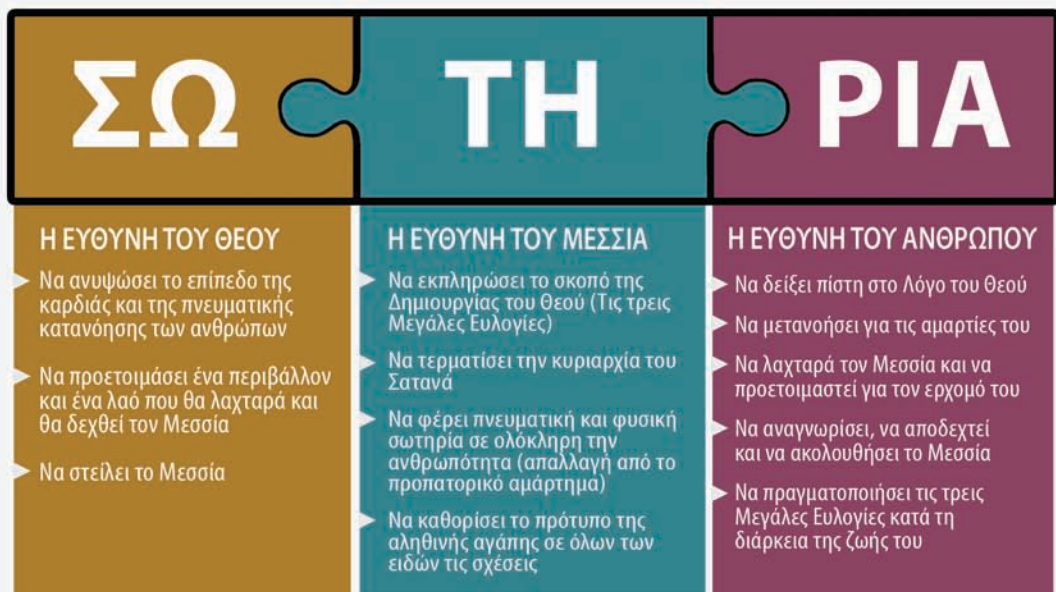 ΣΩ ΤΗ ΡΙΑ
Η ΕΥΘΥΝΗ ΤΟΥ ΘΕΟΥ
Να ανυψώσει το επίπεδο της
καρδιάς και της πνευματικής
κατανόησης των ανθρώπων
Να προετοιμάσει ένα περιβάλλον
και ένα λαό που θα λαχταρά και
θα δεχθεί τον Μεσσία
Να στείλει το Μεσσία
Η ΕΥΘΥΝΗ ΤΟΥ ΜΕΣΣΙΑ
Να εκπληρώσει το σκοπό της
Δημιουργίας του Θεού (Τις τρεις
Μεγάλες Ευλογίες)
Να τερματίσει την κυριαρχία του
Σατανά
Να φέρει πνευματική και φυσική
σωτηρία σε ολόκληρη την
ανθρωπότητα (απαλλαγή από το
προπατορικό αμάρτημα)
Να καθορίσει το πρότυπο της
αληθινής αγάπης σε όλων των
ειδών τις σχέσεις
Η ΕΥΘΥΝΗ ΤΟΥ ΑΝΘΡΩΠΟΥ
Να δείξει πίστη στο Λόγο του Θεού
Να μετανοήσει για τις αμαρτίες του
Να λαχταρά τον Μεσσία και να
προετοιμαστεί για τον ερχομό του
Να αναγνωρίσει, να αποδεχτεί
και να ακολουθήσει το Μεσσία
Να πραγματοποιήσει τις τρεις
Μεγάλες Ευλογίες κατά τη
διάρκεια της ζωής του